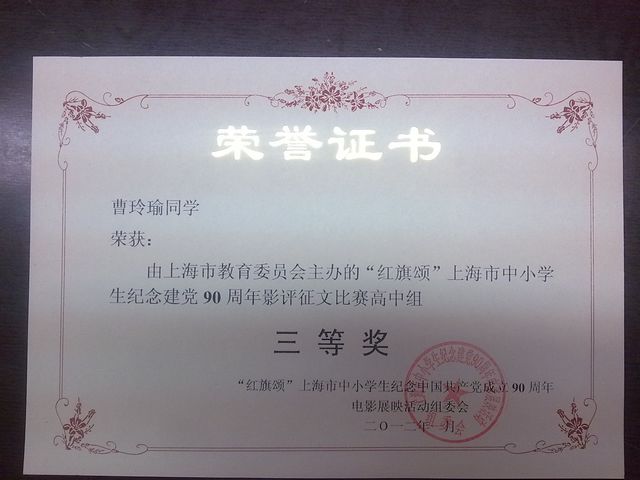 荣誉证书
曹玲瑜同学
荣获：
由上海市教育委员会主办的“红旗颂”上海市中小学
生纪念建党 90 周年影评征文比赛高中组
三等奖
“红旗颂”上海市中小学生纪念中国共产党成立 90 周年
电影展映活动组委会
二〇一二年一月